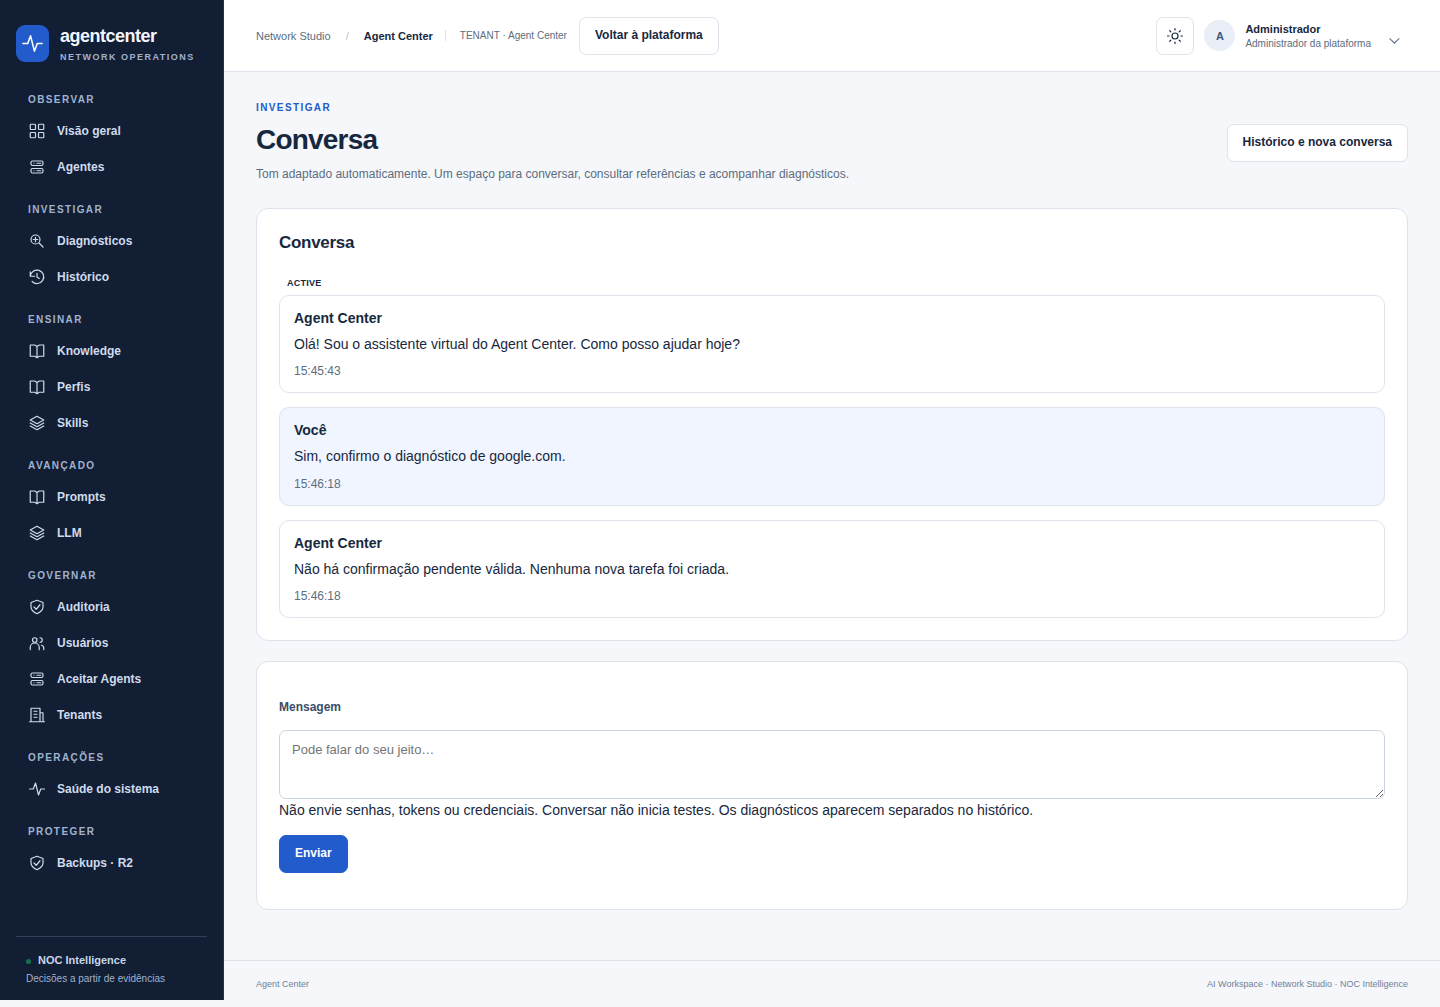 agentcenter
NETWORK OPERATIONS
OBSERVAR
Visão geral
Agentes
INVESTIGAR
Diagnósticos
Histórico
ENSINAR
Knowledge
Perfis
Skills
AVANÇADO
Prompts
LLM
GOVERNAR
Auditoria
Usuários
Aceitar Agents
Tenants
OPERAÇÕES
Saúde do sistema
PROTEGER
Backups · R2
NOC Intelligence
Decisões a partir de evidências
Network Studio / Agent Center TENANT · Agent Center Voltar à plataforma
A
Administrador
Administrador da plataforma
INVESTIGAR
Conversa
Histórico e nova conversa
Tom adaptado automaticamente. Um espaço para conversar, consultar referências e acompanhar diagnósticos.
Conversa
ACTIVE
Agent Center
Olá! Sou o assistente virtual do Agent Center. Como posso ajudar hoje?
15:45:43
Você
Sim, confirmo o diagnóstico de google.com.
15:46:18
Agent Center
Não há confirmação pendente válida. Nenhuma nova tarefa foi criada.
15:46:18
Mensagem
Pode falar do seu jeito…
Não envie senhas, tokens ou credenciais. Conversar não inicia testes. Os diagnósticos aparecem separados no histórico.
Enviar
Agent Center
AI Workspace · Network Studio · NOC Intelligence